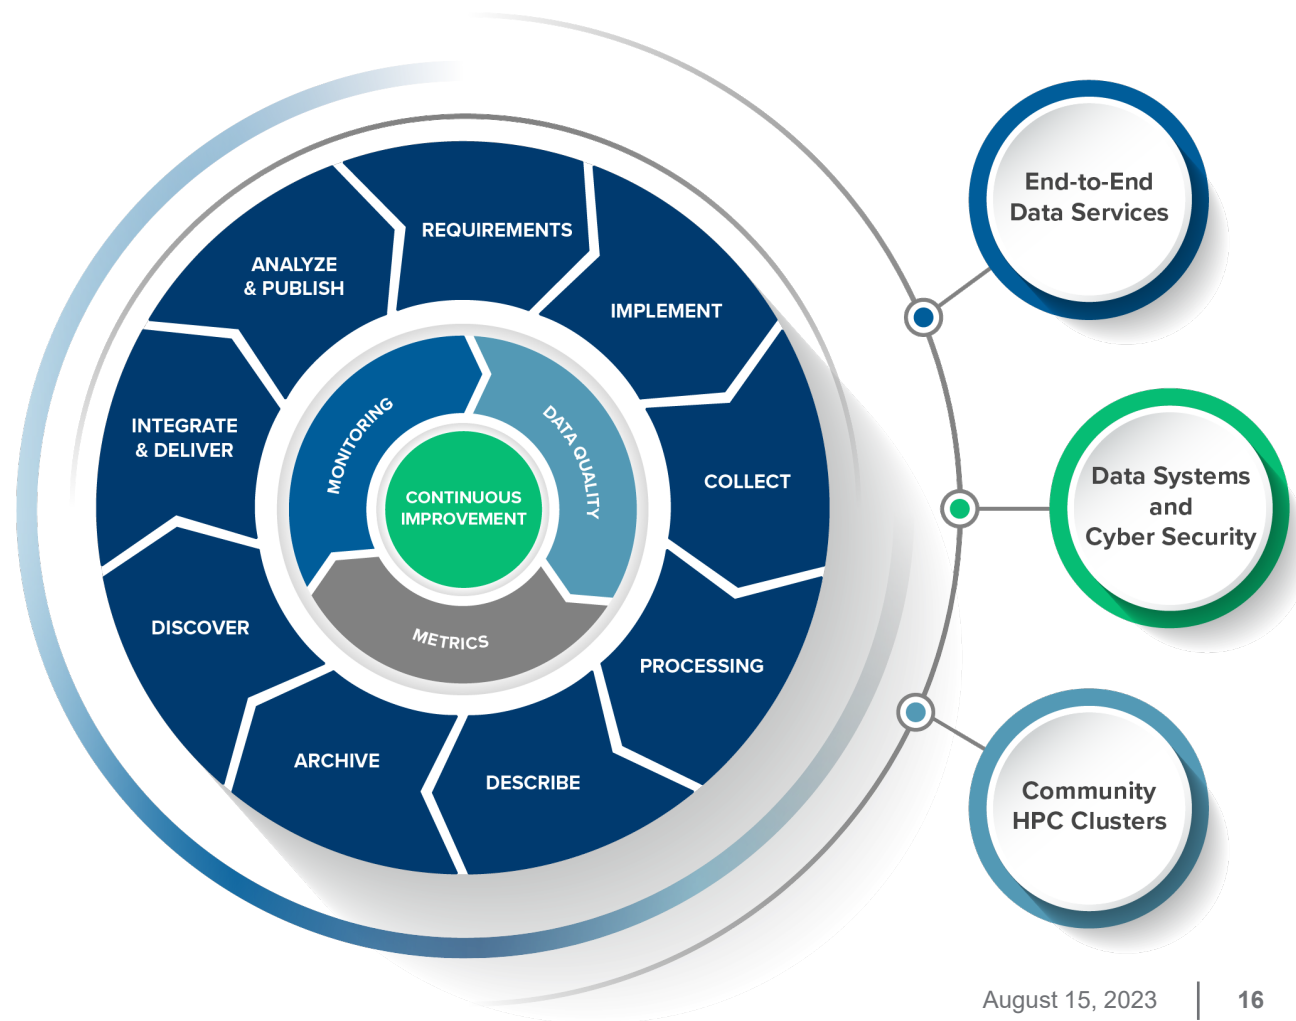 REQUIREMENTS
IMPLEMENT
COLLECT
PROCESSING
DESCRIBE
ARCHIVE
DISCOVER
INTEGRATE
& DELIVER
ANALYZE
& PUBLISH
MONITORING
DATA QUALITY
METRICS
CONTINUOUS
IMPROVEMENT
End-to-End
Data Services
Data Systems
and
Cyber Security
Community
HPC Clusters
August 15, 2023
16